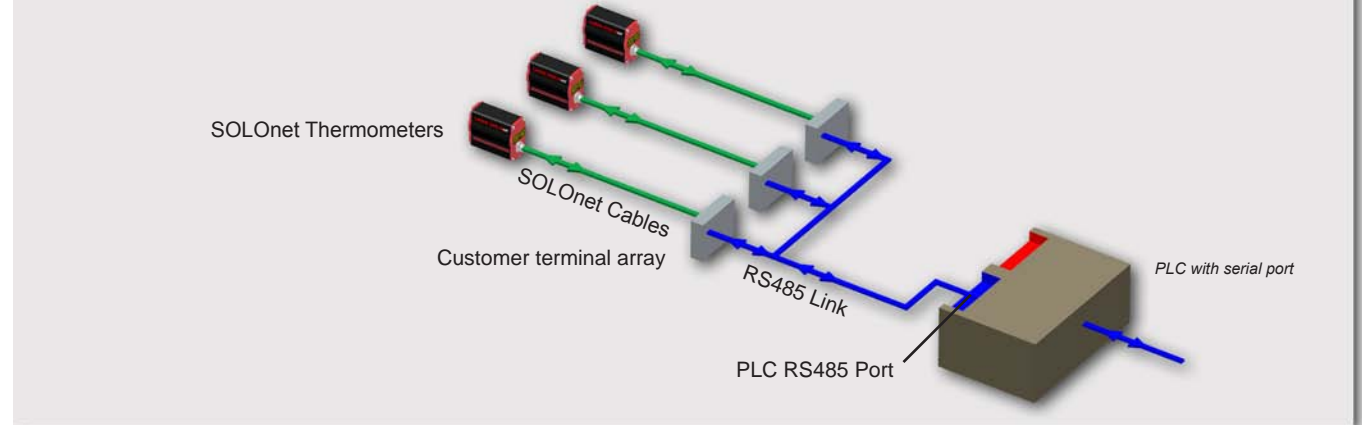 SOLOnet Thermometers
SOLOnet Cables
Customer terminal array
RS485 Link
PLC with serial port
PLC RS485 Port